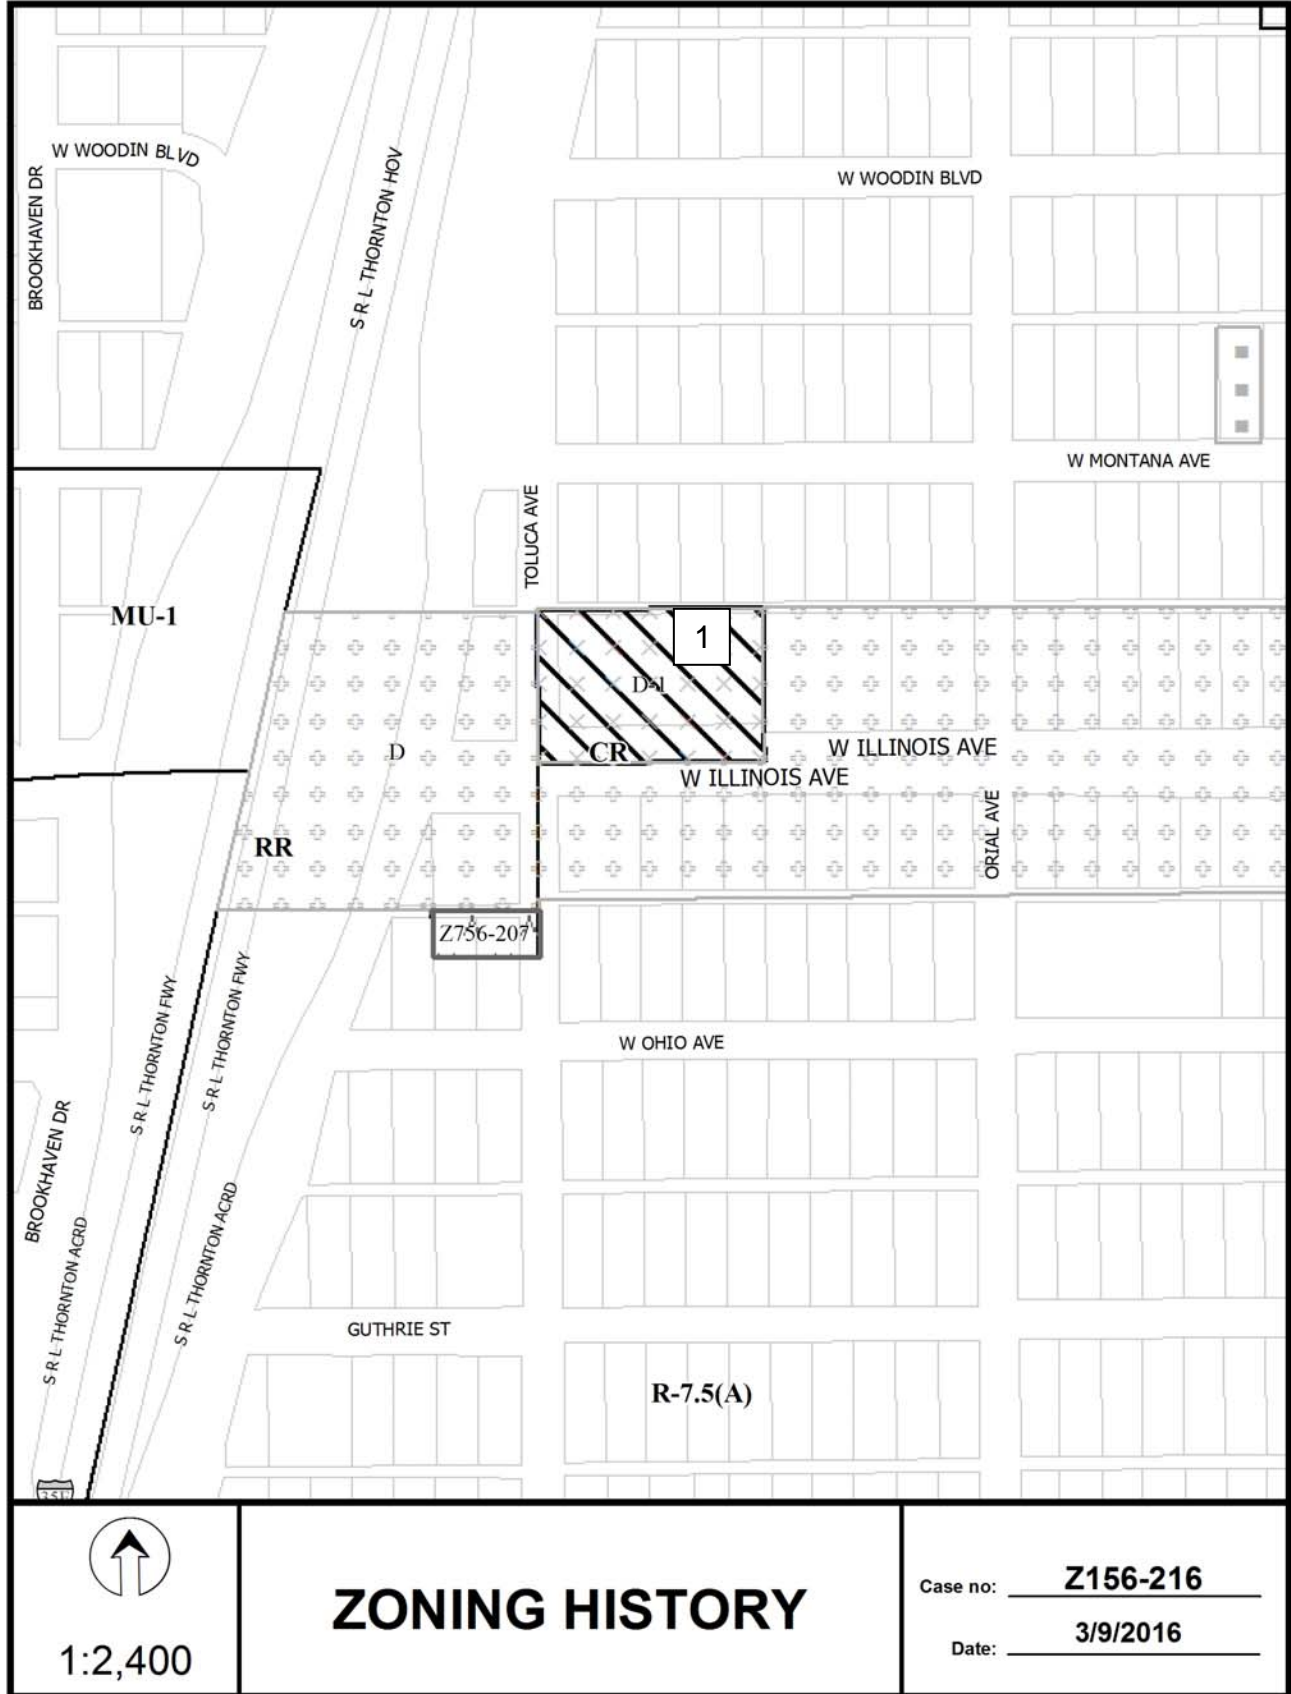 W WOODIN BLVD
BROOKHAVEN DR
S R L THORNTON HOV
W WOODIN BLVD
W MONTANA AVE
TOLUCA AVE
MU-1
1
D-1
D
CR
W ILLINOIS AVE
W ILLINOIS AVE
ORIAL AVE
RR
Z756-207
S R L THORNTON FWY
S R L THORNTON FWY
W OHIO AVE
BROOKHAVEN DR
S R L THORNTON ACRD
S R L THORNTON ACRD
GUTHRIE ST
R-7.5(A)
35E
1:2,400
ZONING HISTORY
Case no: Z156-216
Date: 3/9/2016